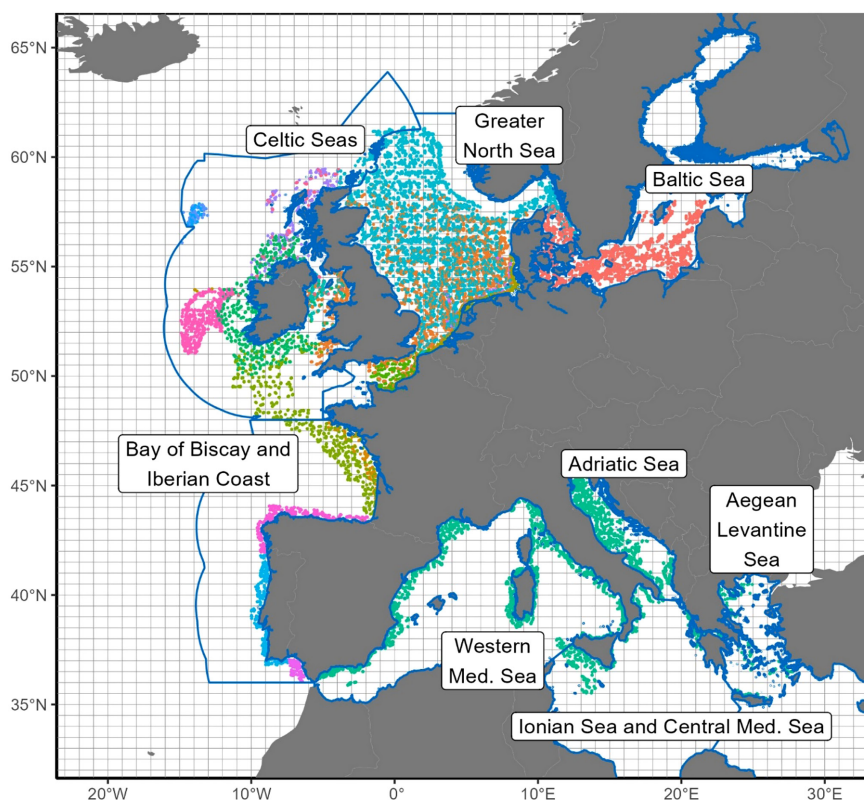 65°N
60°N
55°N
50°N
45°N
40°N
35°N
Celtic Seas
Greater
North Sea
Baltic Sea
Bay of Biscay and
Iberian Coast
Adriatic Sea
Aegean
Levantine
Sea
Western
Med. Sea
Ionian Sea and Central Med. Sea
20°W
10°W
0°
10°E
20°E
30°E